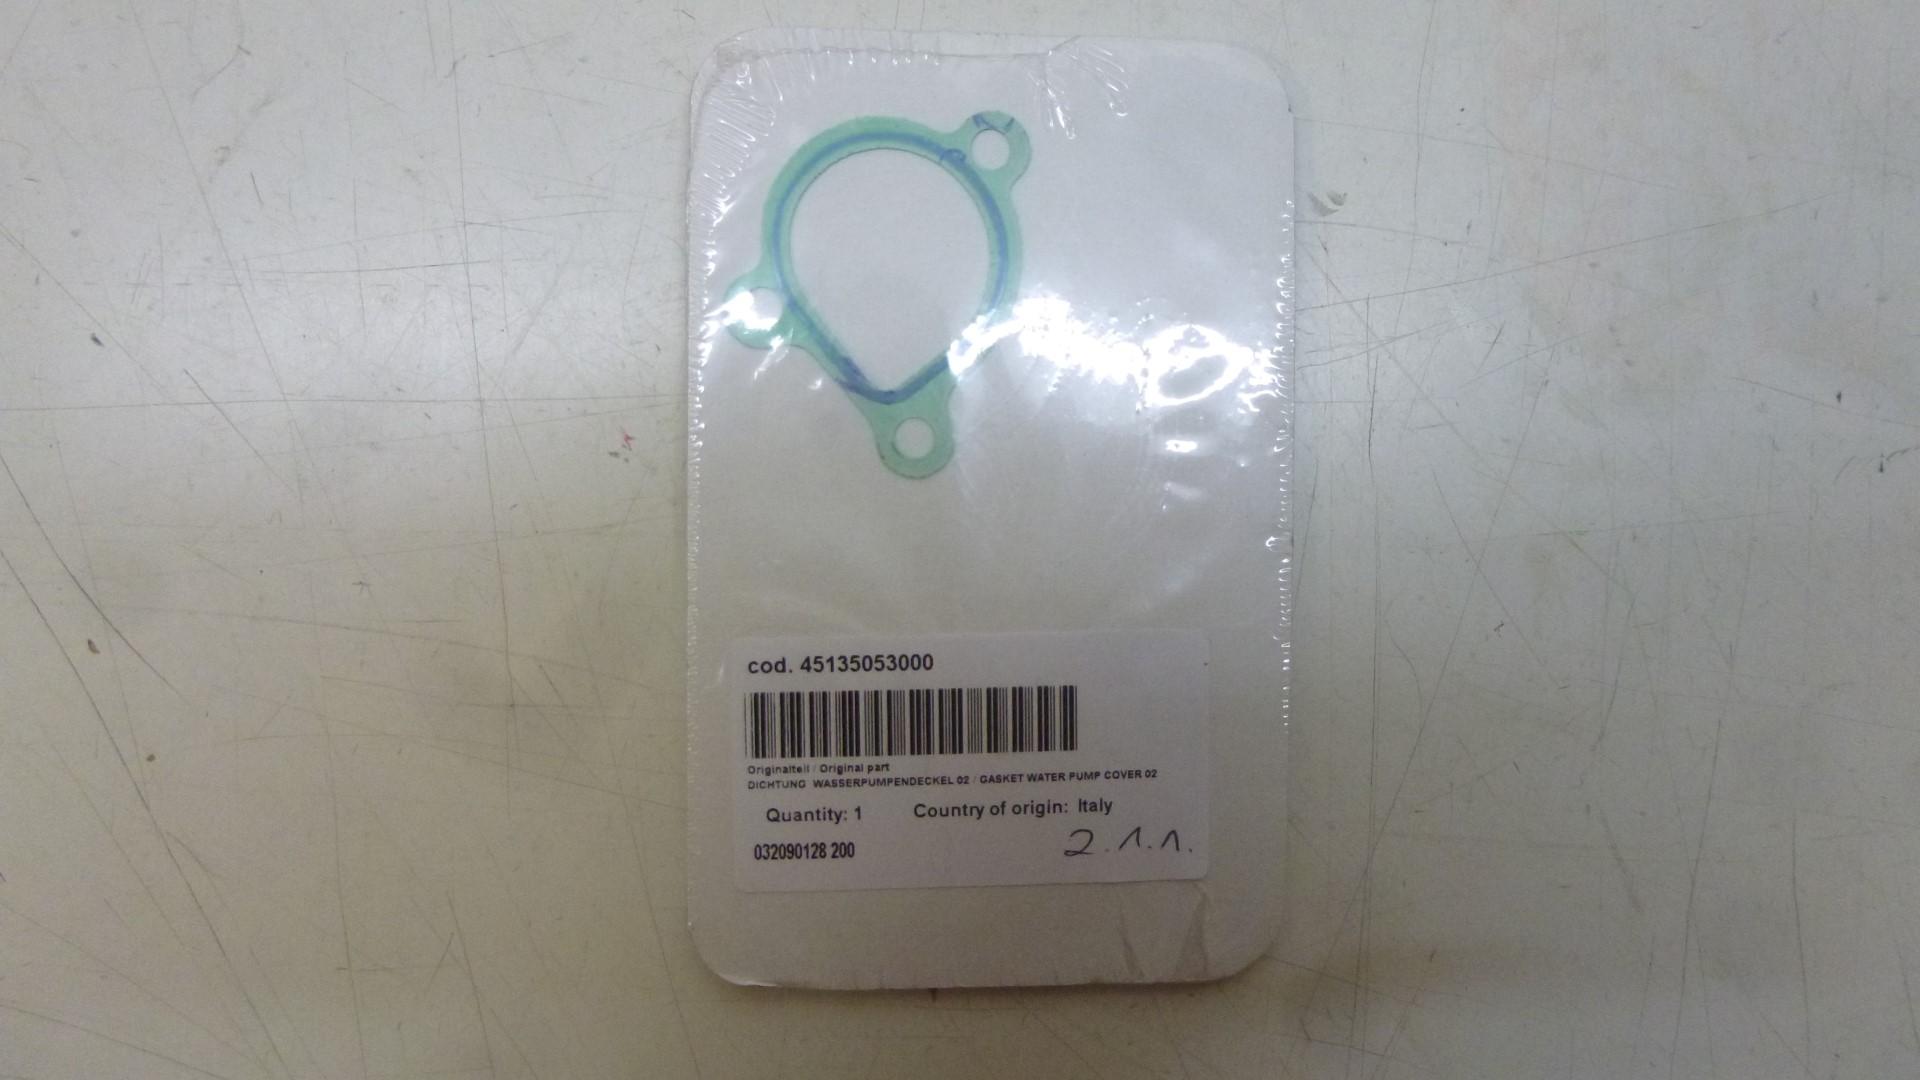 cod. 45135053000
Originalteil / Original part
DICHTUNG WASSERPUMPENDECKEL 02 / GASKET WATER PUMP COVER 02
Quantity: 1 Country of origin: Italy
032090128 200 2.1.1.